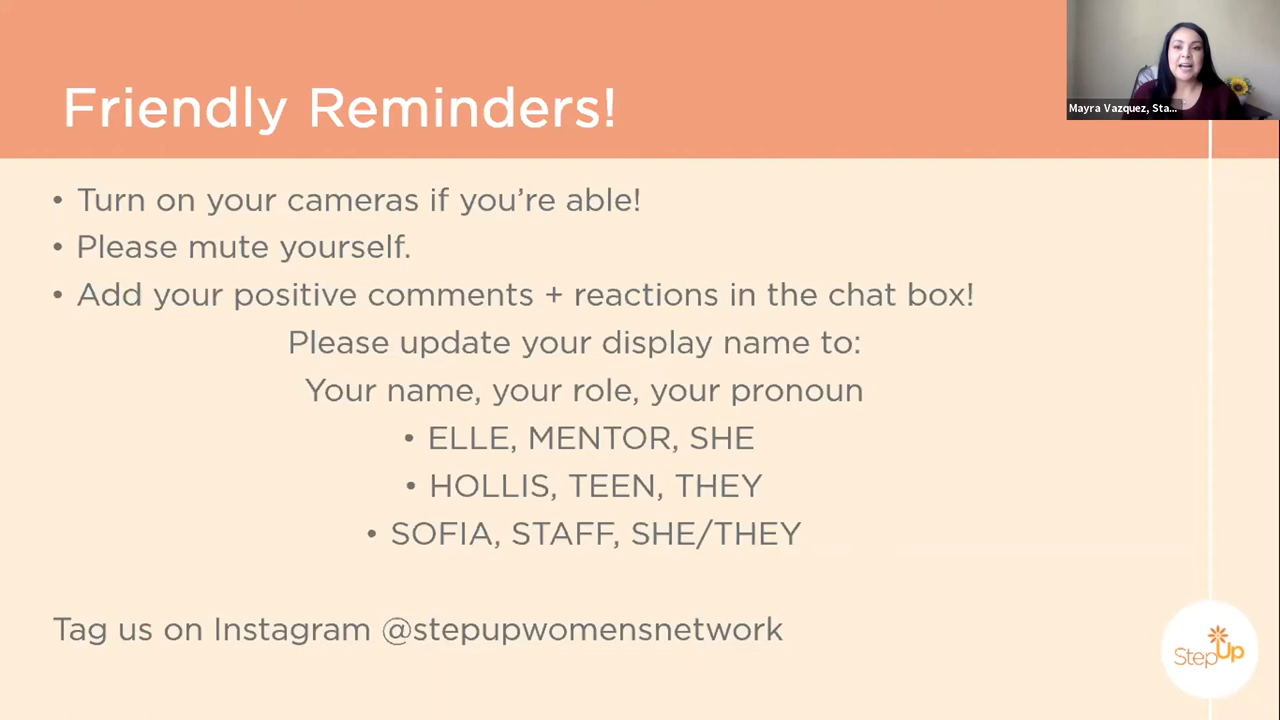 Friendly Reminders!
Mayra Vazquez, Sta...
• Turn on your cameras if you’re able!
• Please mute yourself.
• Add your positive comments + reactions in the chat box!
Please update your display name to:
Your name, your role, your pronoun
• ELLE, MENTOR, SHE
• HOLLIS, TEEN, THEY
• SOFIA, STAFF, SHE/THEY
Tag us on Instagram @stepupwomensnetwork
StepUp